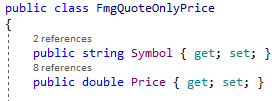 public class FmgQuoteOnlyPrice
{
2 references
public string Symbol { get; set; }
8 references
public double Price { get; set; }